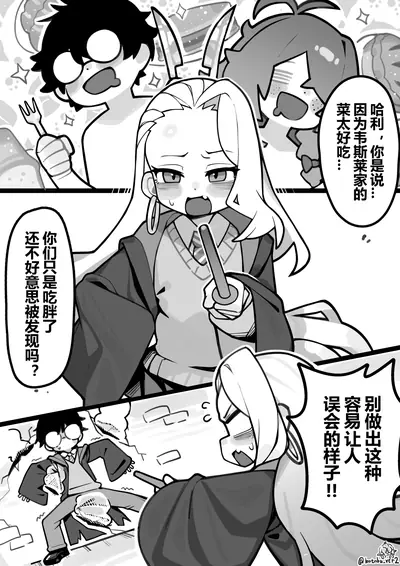 哈利，你是说…
因为韦斯莱家的
菜太好吃…
你们只是吃胖了
还不好意思被发现吗？
别做出这种
容易让人
误会的样子!!